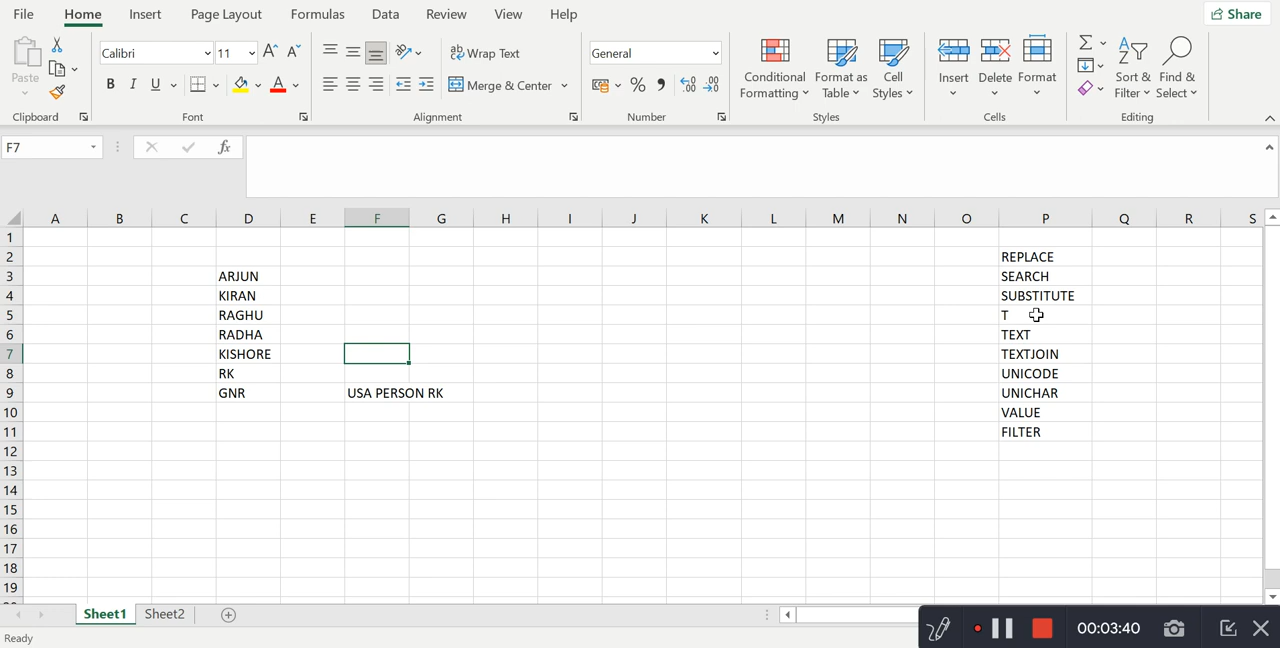 File Home Insert Page Layout Formulas Data Review View Help Share
Paste
Clipboard
Calibri 11 A A
B I U A
Font
ab Wrap Text
Merge & Center
Alignment
General
% , .00
Number
Conditional Formatting
Format as Table
Cell Styles
Styles
Insert Delete Format
Cells
Sort & Filter
Find & Select
Editing
F7 fx
A B C D E F G H I J K L M N O P Q R S
1
2 REPLACE
3 ARJUN SEARCH
4 KIRAN SUBSTITUTE
5 RAGHU T
6 RADHA TEXT
7 KISHORE TEXTJOIN
8 RK UNICODE
9 GNR USA PERSON RK UNICHAR
10 VALUE
11 FILTER
12
13
14
15
16
17
18
19
Sheet1 Sheet2
00:03:40
Ready